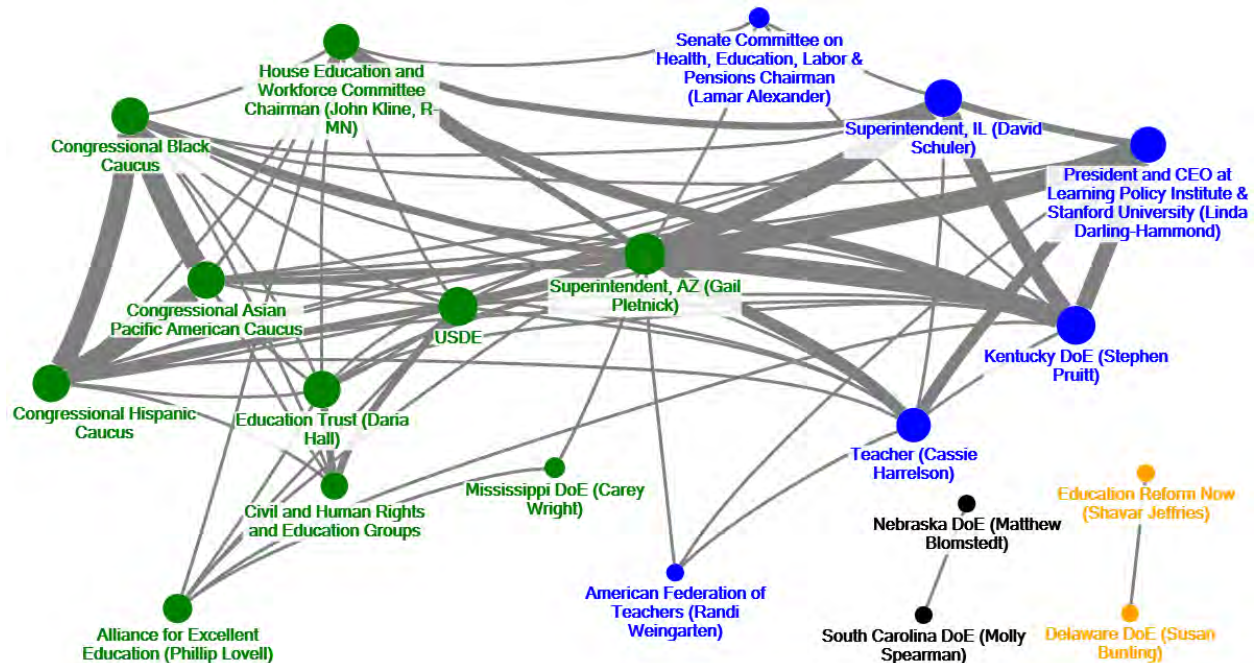 House Education and
Workforce Committee
Chairman (John Kline, R-
MN)
Senate Committee on
Health, Education, Labor &
Pensions Chairman
(Lamar Alexander)
Congressional Black
Caucus
Superintendent, IL (David
Schuler)
President and CEO at
Learning Policy Institute &
Stanford University (Linda
Darling-Hammond)
Congressional Asian
Pacific American Caucus
Superintendent, AZ (Gail
Pletnick)
USDE
Kentucky DoE (Stephen
Pruitt)
Congressional Hispanic
Caucus
Education Trust (Daria
Hall)
Teacher (Cassie
Harrelson)
Civil and Human Rights
and Education Groups
Mississippi DoE (Carey
Wright)
Education Reform Now
(Shavar Jeffries)
Nebraska DoE (Matthew
Blomstedt)
American Federation of
Teachers (Randi
Weingarten)
Alliance for Excellent
Education (Phillip Lovell)
South Carolina DoE (Molly
Spearman)
Delaware DoE (Susan
Bunting)